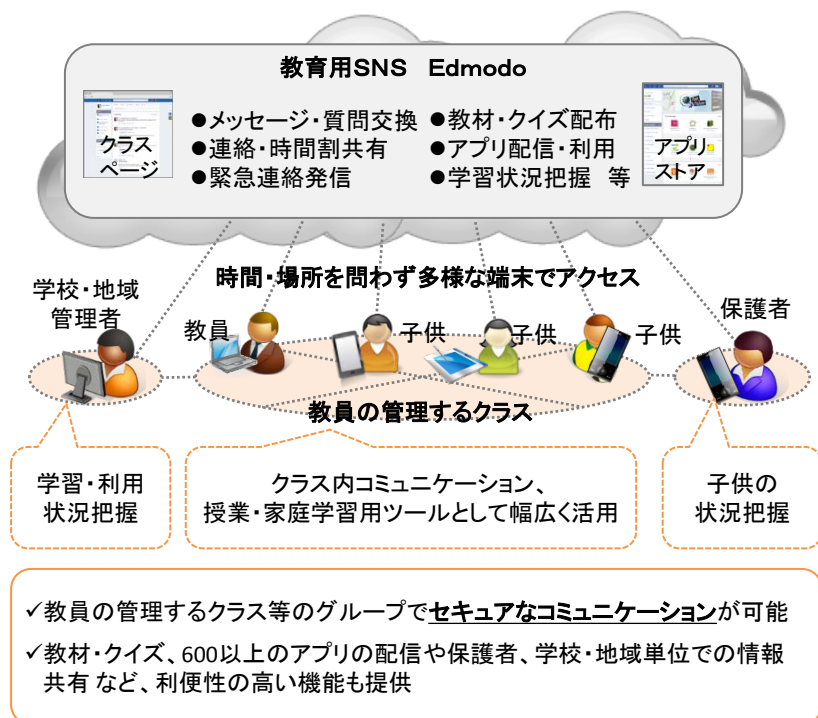 教育用SNS Edmodo
クラス
ページ
●メッセージ・質問交換
●連絡・時間割共有
●緊急連絡発信
●教材・クイズ配布
●アプリ配信・利用
●学習状況把握 等
アプリ
ストア
時間・場所を問わず多様な端末でアクセス
学校・地域
管理者
教員
子供
子供
子供
保護者
教員の管理するクラス
学習・利用
状況把握
クラス内コミュニケーション、
授業・家庭学習用ツールとして幅広く活用
子供の
状況把握
✓教員の管理するクラス等のグループでセキュアなコミュニケーションが可能
✓教材・クイズ、600以上のアプリの配信や保護者、学校・地域単位での情報
共有 など、利便性の高い機能も提供